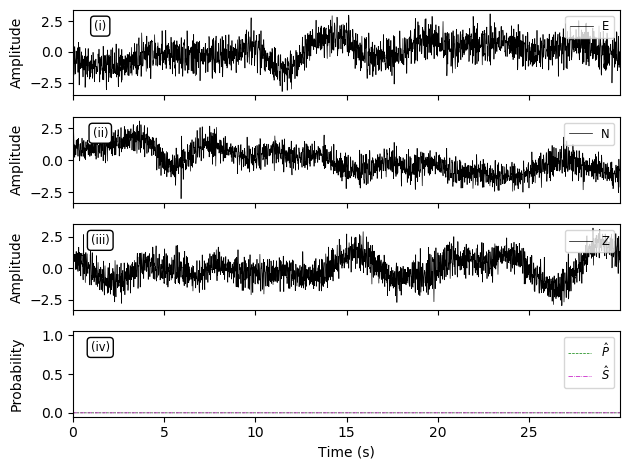 (i)
E
2.5
0.0
−2.5
Amplitude
(ii)
N
2.5
0.0
−2.5
Amplitude
(iii)
Z
2.5
0.0
−2.5
Amplitude
(iv)
P̂
Ŝ
1.0
0.5
0.0
Probability
0 5 10 15 20 25
Time (s)